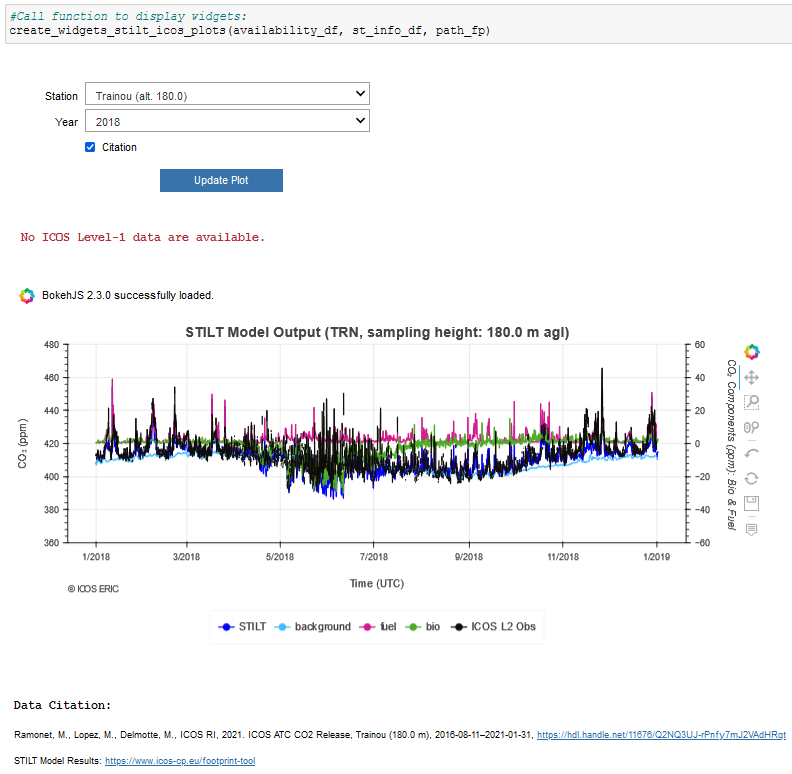 #Call function to display widgets:
create_widgets_stilt_icos_plots(availability_df, st_info_df, path_fp)
Station
Trainou (alt. 180.0)
Year
2018
Citation
Update Plot
No ICOS Level-1 data are available.
BokehJS 2.3.0 successfully loaded.
STILT Model Output (TRN, sampling height: 180.0 m agl)
480
460
440
420
400
380
360
CO₂ (ppm)
60
40
20
0
−20
−40
−60
CO₂ Components (ppm): Bio & Fuel
1/2018
3/2018
5/2018
7/2018
9/2018
11/2018
1/2019
Time (UTC)
© ICOS ERIC
STILT background fuel bio ICOS L2 Obs
Data Citation:
Ramonet, M., Lopez, M., Delmotte, M., ICOS RI, 2021. ICOS ATC CO2 Release, Trainou (180.0 m), 2016-08-11–2021-01-31, https://hdl.handle.net/11676/Q2NQ3UJ-rPnfy7mJ2VAdHRqt
STILT Model Results: https://www.icos-cp.eu/footprint-tool